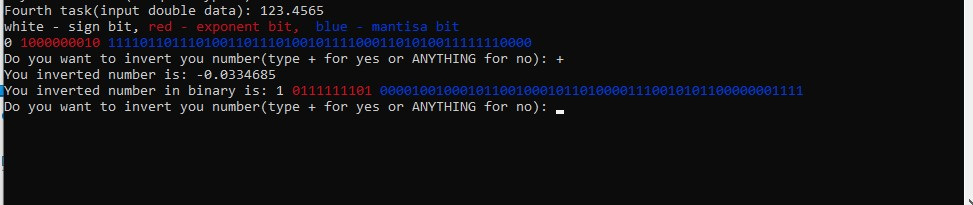 Fourth task(input double data): 123.4565
white - sign bit, red - exponent bit,  blue - mantisa bit
0 1000000010 11110110111010011011101001011110001101010011111110000
Do you want to invert you number(type + for yes or ANYTHING for no): +
You inverted number is: -0.0334685
You inverted number in binary is: 1 0111111101 00001001000101100100010110100001110010101100000001111
Do you want to invert you number(type + for yes or ANYTHING for no):